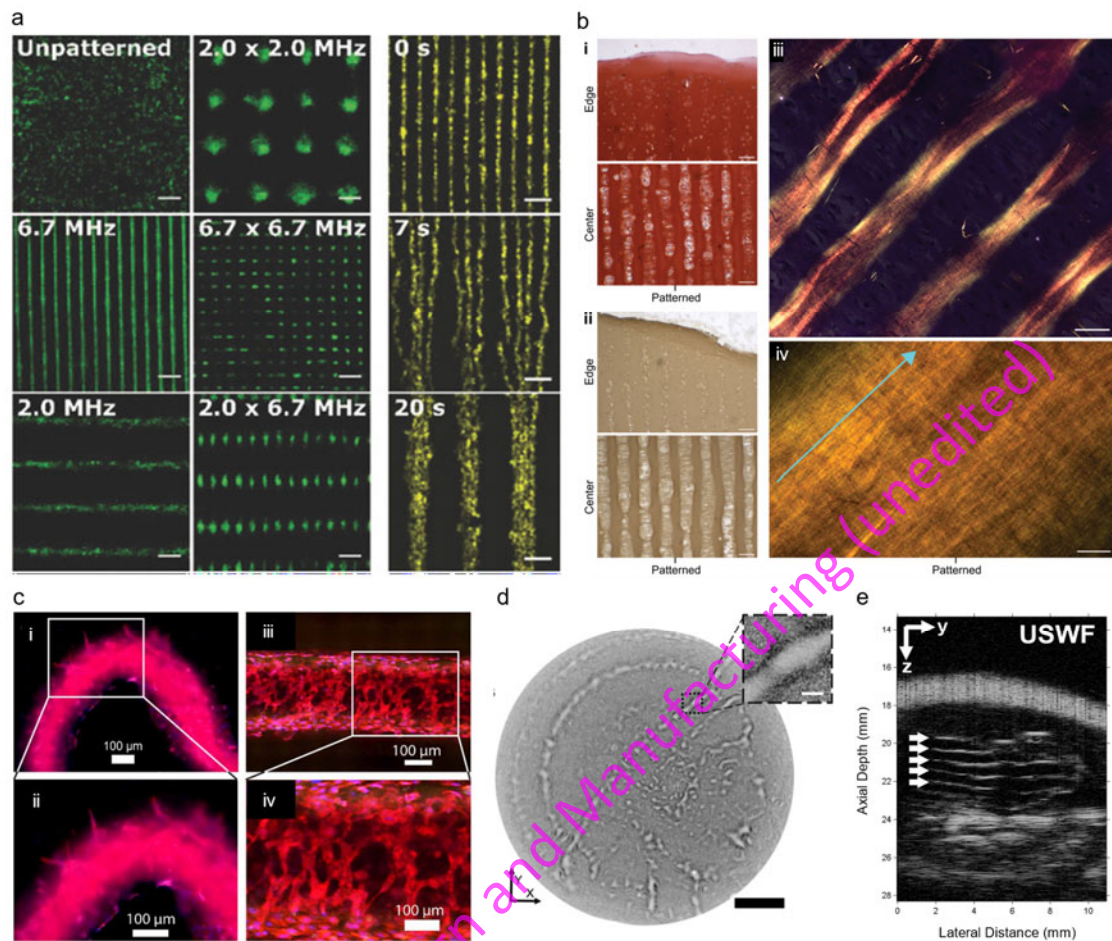 a
Unpatterned
2.0 x 2.0 MHz
0 s
6.7 MHz
6.7 x 6.7 MHz
7 s
2.0 MHz
2.0 x 6.7 MHz
20 s
b
i
Edge
Center
Patterned
ii
Edge
Center
Patterned
iii
iv
Patterned
c
i
100 µm
ii
100 µm
iii
100 µm
iv
100 µm
d
Y
X
e
USWF
y
z
Axial Depth (mm)
14
16
18
20
22
24
26
28
0 2 4 6 8 10
Lateral Distance (mm)
and Manufacturing (unedited)